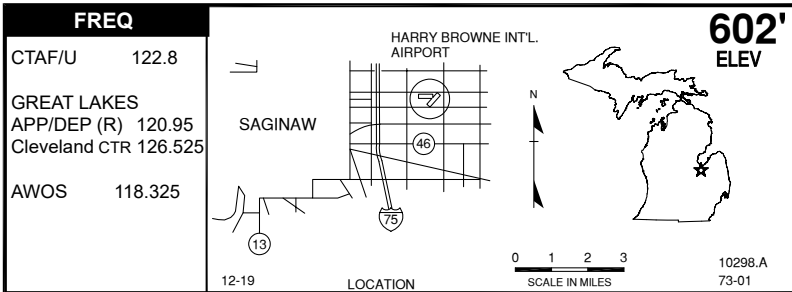 FREQ
CTAF/U 122.8
GREAT LAKES
APP/DEP (R) 120.95
Cleveland CTR 126.525
AWOS 118.325
HARRY BROWNE INT'L.
AIRPORT
SAGINAW
46
75
13
12-19
LOCATION
N
0 1 2 3
SCALE IN MILES
602'
ELEV
10298.A
73-01